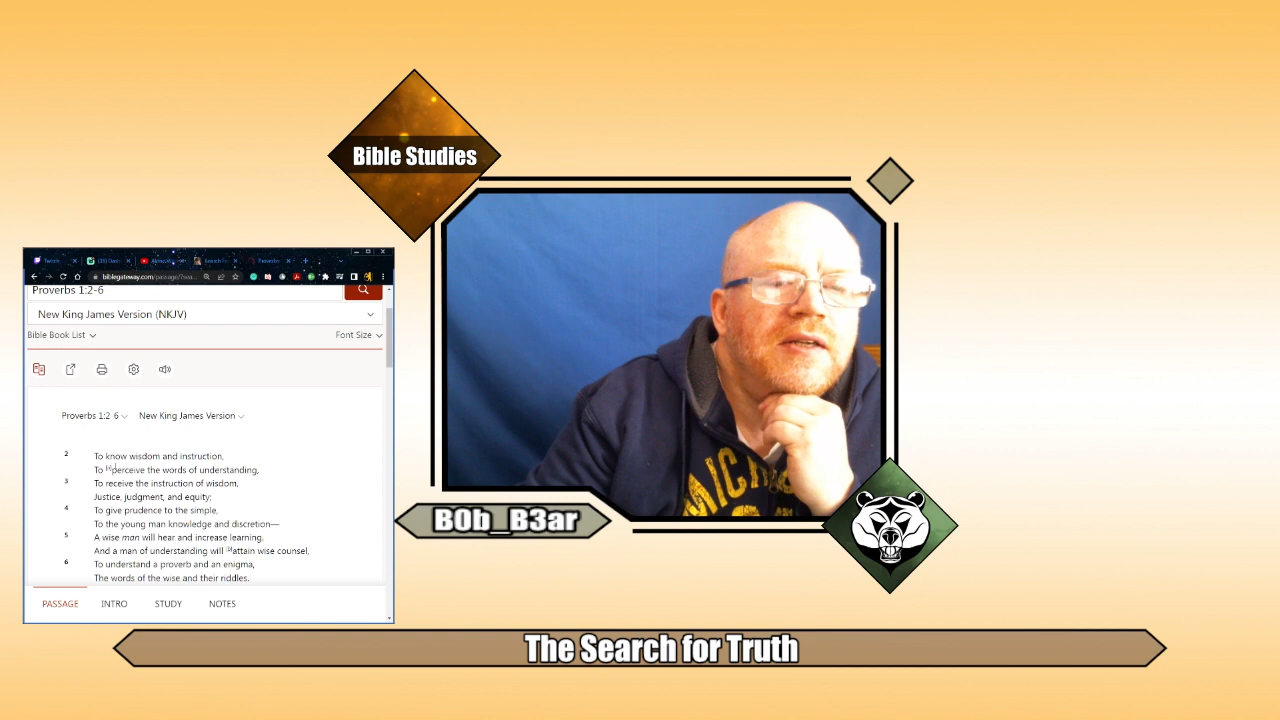 Bible Studies
Twitch
biblegateway.com/passage/?sea...
Proverbs 1:2-6
New King James Version (NKJV)
Bible Book List
Font Size
Proverbs 1:2-6
New King James Version
2 To know wisdom and instruction,
To [a]perceive the words of understanding,
3 To receive the instruction of wisdom,
Justice, judgment, and equity;
4 To give prudence to the simple,
To the young man knowledge and discretion—
5 A wise man will hear and increase learning,
And a man of understanding will [b]attain wise counsel,
6 To understand a proverb and an enigma,
The words of the wise and their riddles.
PASSAGE INTRO STUDY NOTES
B0b_B3ar
The Search for Truth